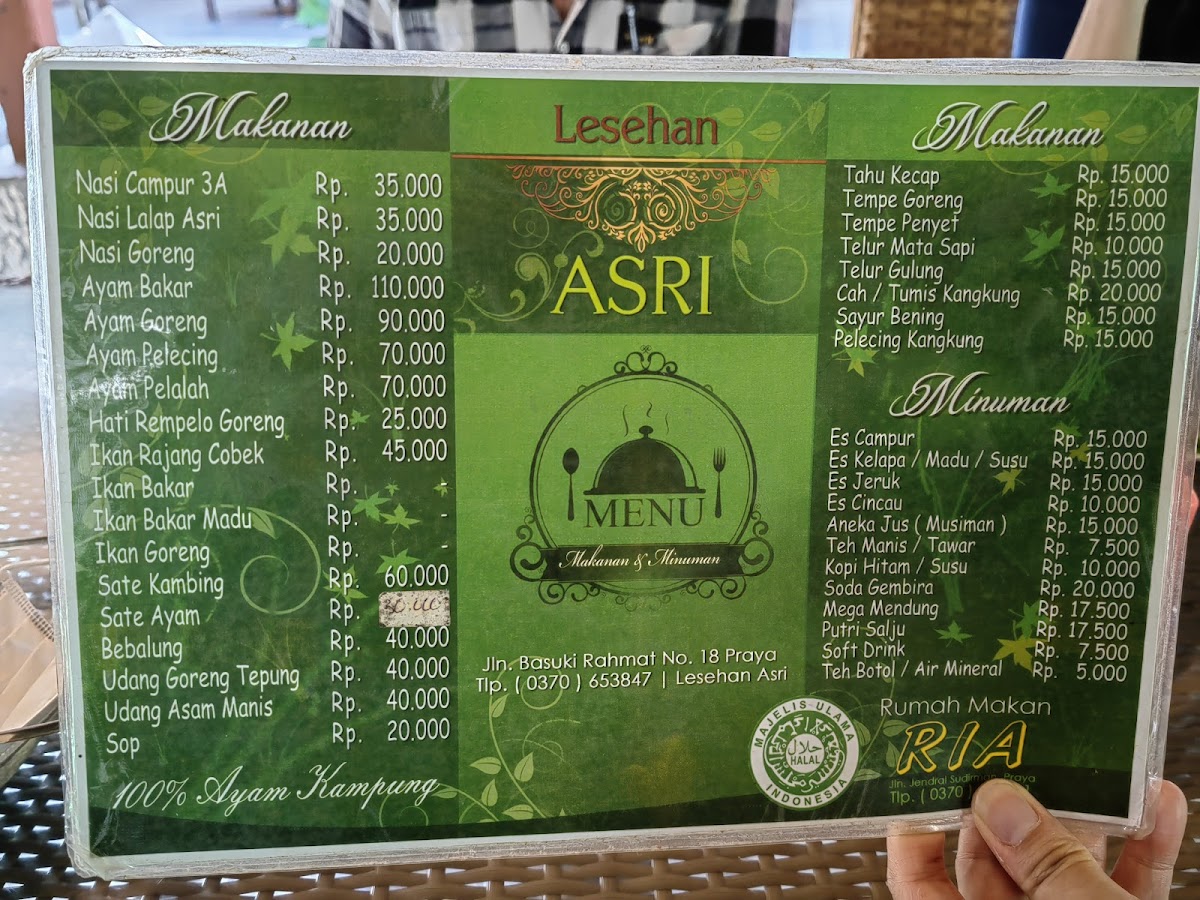 Makanan
Nasi Campur 3A Rp. 35.000
Nasi Lalap Asri Rp. 35.000
Nasi Goreng Rp. 20.000
Ayam Bakar Rp. 110.000
Ayam Goreng Rp. 90.000
Ayam Pelecing Rp. 70.000
Ayam Pelalah Rp. 70.000
Hati Rempelo Goreng Rp. 25.000
Ikan Rajang Cobek Rp. 45.000
Ikan Bakar Rp. -
Ikan Bakar Madu Rp. -
Ikan Goreng Rp. -
Sate Kambing Rp. 60.000
Sate Ayam Rp.
Bebalung Rp. 40.000
Udang Goreng Tepung Rp. 40.000
Udang Asam Manis Rp. 40.000
Sop Rp. 20.000
100% Ayam Kampung
Lesehan
ASRI
MENU
Makanan & Minuman
Jln. Basuki Rahmat No. 18 Praya
Tlp. ( 0370 ) 653847 | Lesehan Asri
Makanan
Tahu Kecap Rp. 15.000
Tempe Goreng Rp. 15.000
Tempe Penyet Rp. 15.000
Telur Mata Sapi Rp. 10.000
Telur Gulung Rp. 15.000
Cah / Tumis Kangkung Rp. 20.000
Sayur Bening Rp. 15.000
Pelecing Kangkung Rp. 15.000
Minuman
Es Campur Rp. 15.000
Es Kelapa / Madu / Susu Rp. 15.000
Es Jeruk Rp. 15.000
Es Cincau Rp. 10.000
Aneka Jus ( Musiman ) Rp. 15.000
Teh Manis / Tawar Rp. 7.500
Kopi Hitam / Susu Rp. 10.000
Soda Gembira Rp. 20.000
Mega Mendung Rp. 17.500
Putri Salju Rp. 17.500
Soft Drink Rp. 7.500
Teh Botol / Air Mineral Rp. 5.000
MAJELIS ULAMA
حلال
HALAL
INDONESIA
Rumah Makan
RIA
Jln. Jendral Praya
Tlp. ( 0370 )